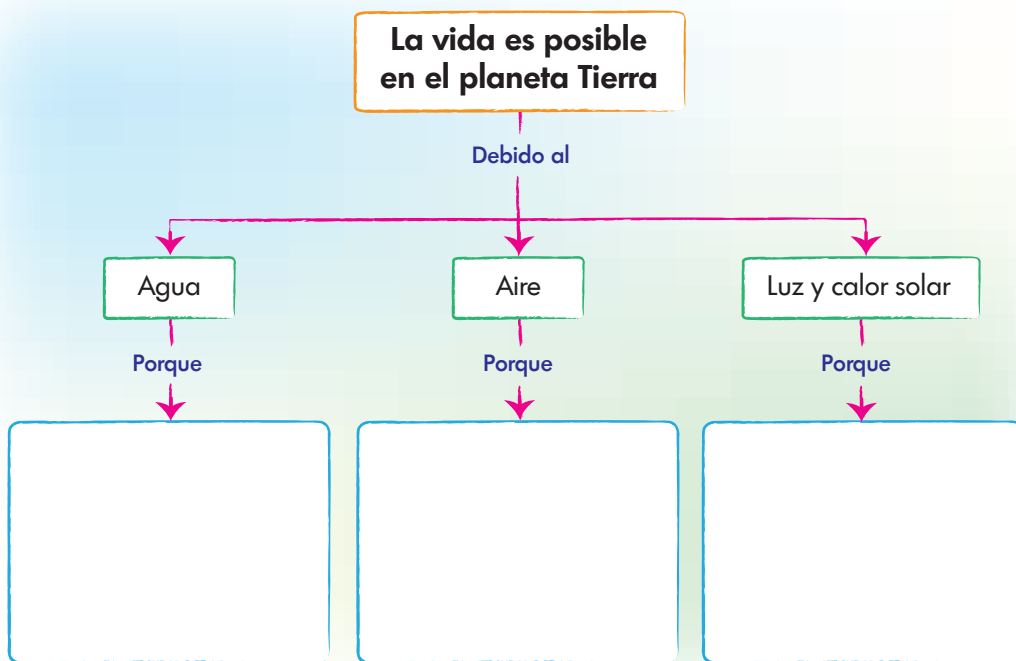 La vida es posible
en el planeta Tierra
Debido al
Agua
Aire
Luz y calor solar
Porque
Porque
Porque